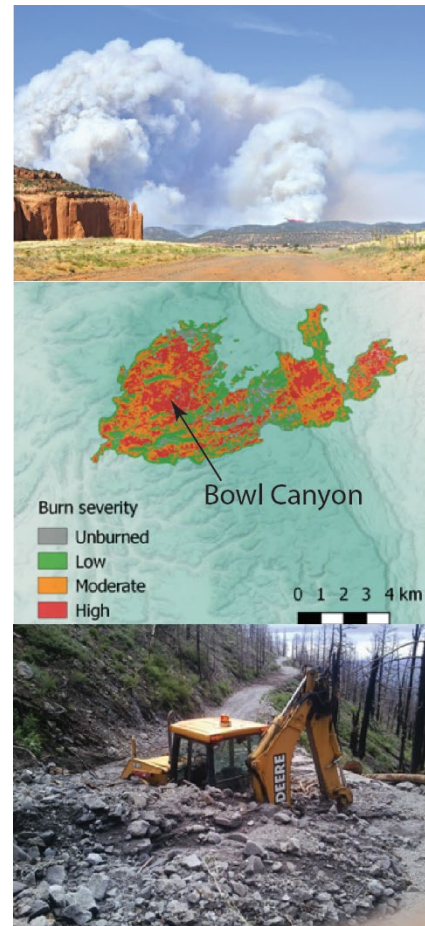 Bowl Canyon
Burn severity
Unburned
Low
Moderate
High
0 1 2 3 4 km
DEERE